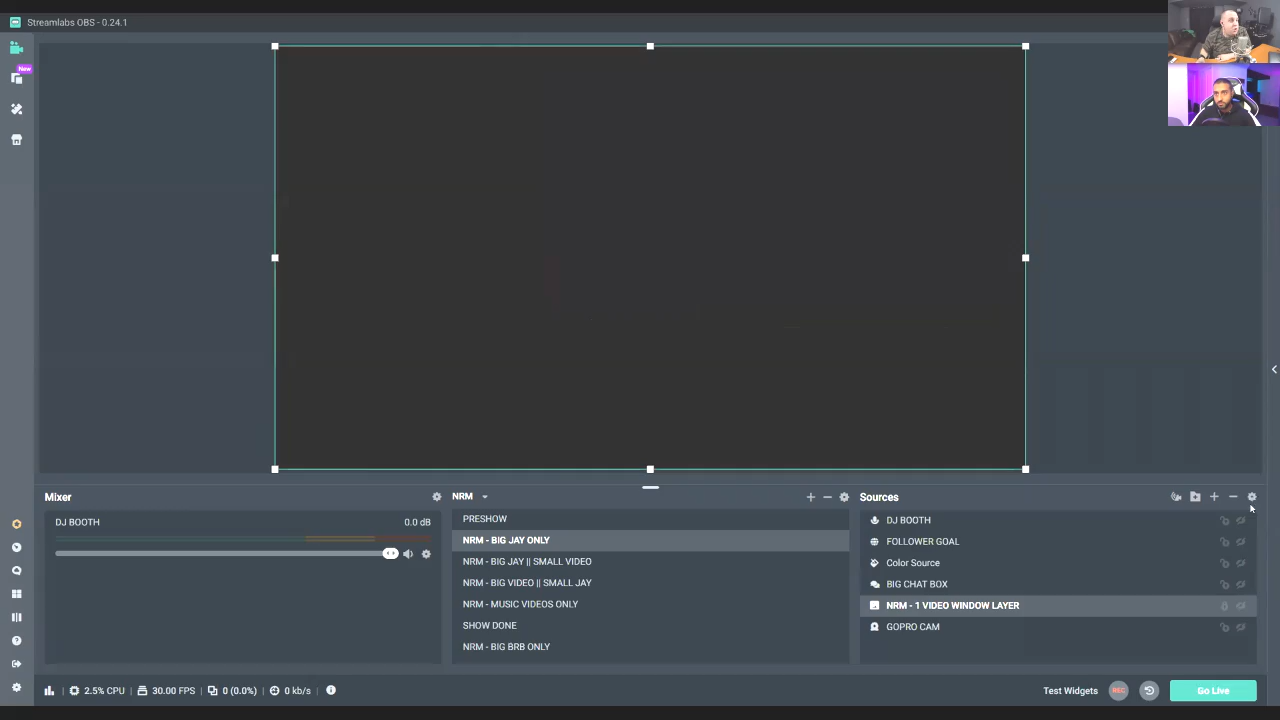 Streamlabs OBS - 0.24.1
New
Mixer
DJ BOOTH
0.0 dB
NRM
PRESHOW
NRM - BIG JAY ONLY
NRM - BIG JAY || SMALL VIDEO
NRM - BIG VIDEO || SMALL JAY
NRM - MUSIC VIDEOS ONLY
SHOW DONE
NRM - BIG BRB ONLY
Sources
DJ BOOTH
FOLLOWER GOAL
Color Source
BIG CHAT BOX
NRM - 1 VIDEO WINDOW LAYER
GOPRO CAM
2.5% CPU
30.00 FPS
0 (0.0%)
0 kb/s
Test Widgets
REC
Go Live